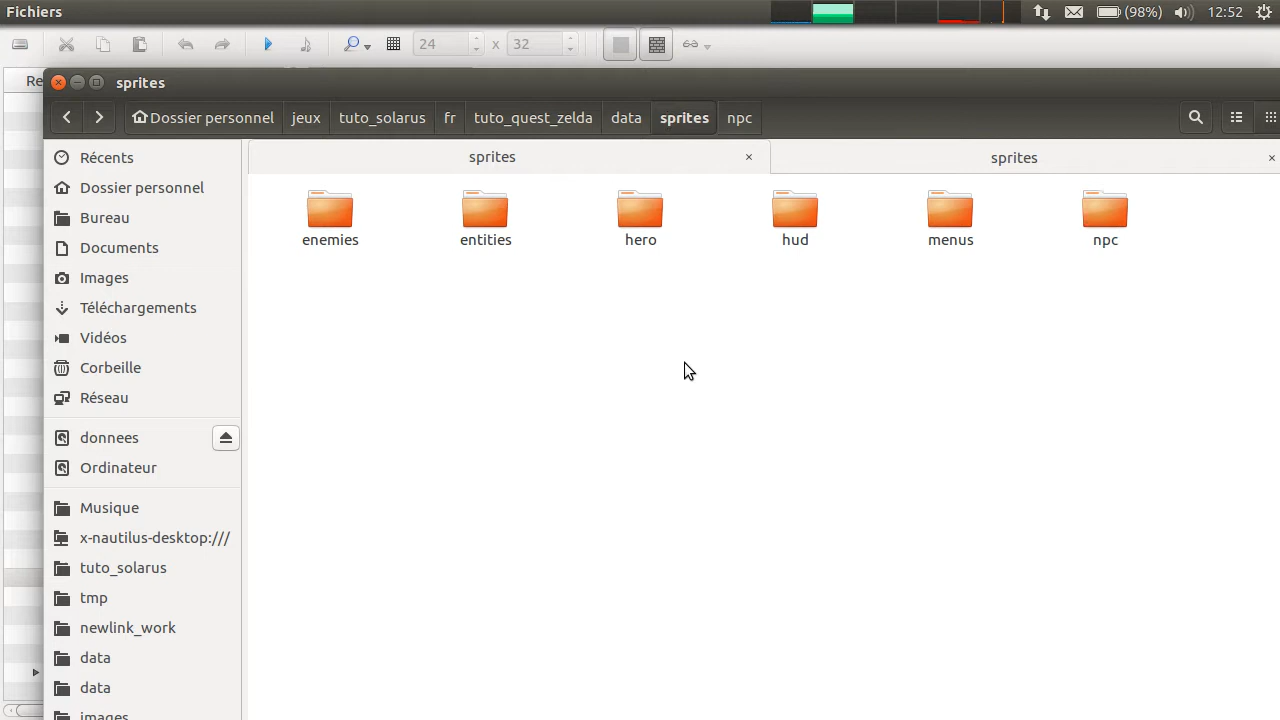 Fichiers
(98%)
12:52
24
x
32
Re
sprites
Dossier personnel
jeux
tuto_solarus
fr
tuto_quest_zelda
data
sprites
npc
sprites
sprites
Récents
Dossier personnel
Bureau
Documents
Images
Téléchargements
Vidéos
Corbeille
Réseau
donnees
Ordinateur
Musique
x-nautilus-desktop:///
tuto_solarus
tmp
newlink_work
data
data
images
enemies
entities
hero
hud
menus
npc